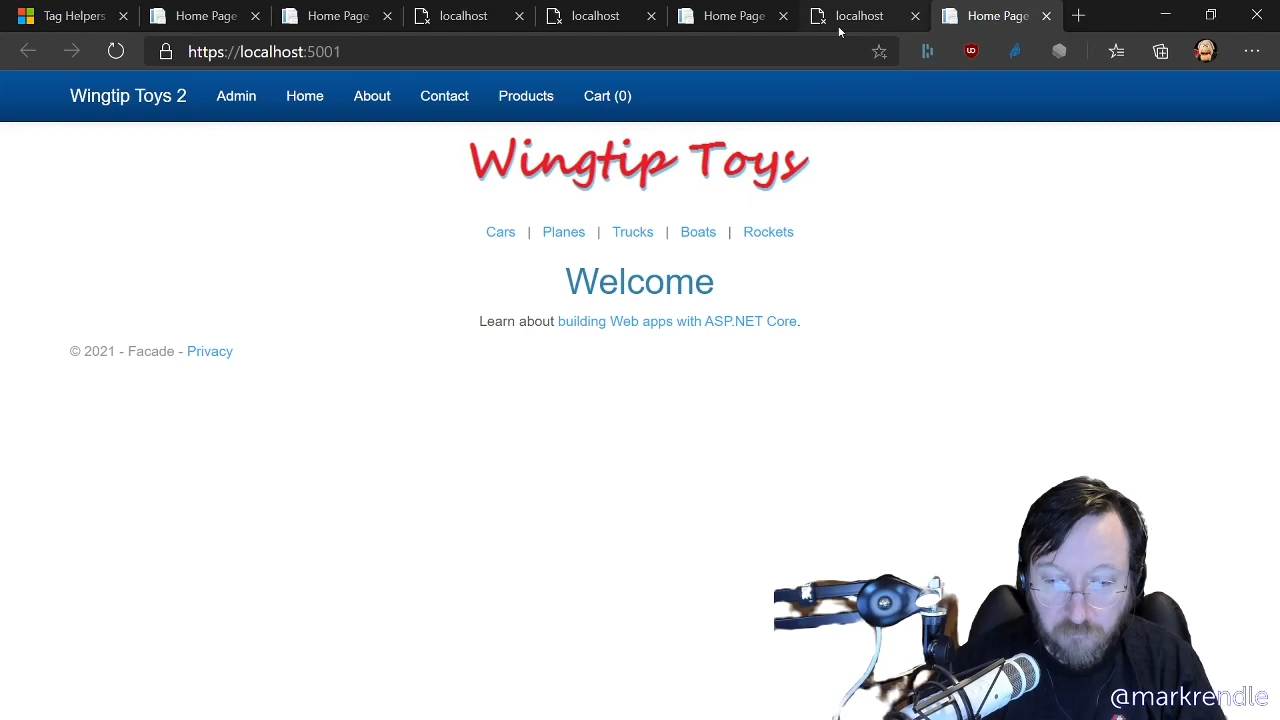 Tag Helpers
Home Page
Home Page
localhost
localhost
Home Page
localhost
Home Page
https://localhost:5001
Wingtip Toys 2 Admin Home About Contact Products Cart (0)
Wingtip Toys
Cars | Planes | Trucks | Boats | Rockets
Welcome
Learn about building Web apps with ASP.NET Core.
© 2021 - Facade - Privacy
@markrendle